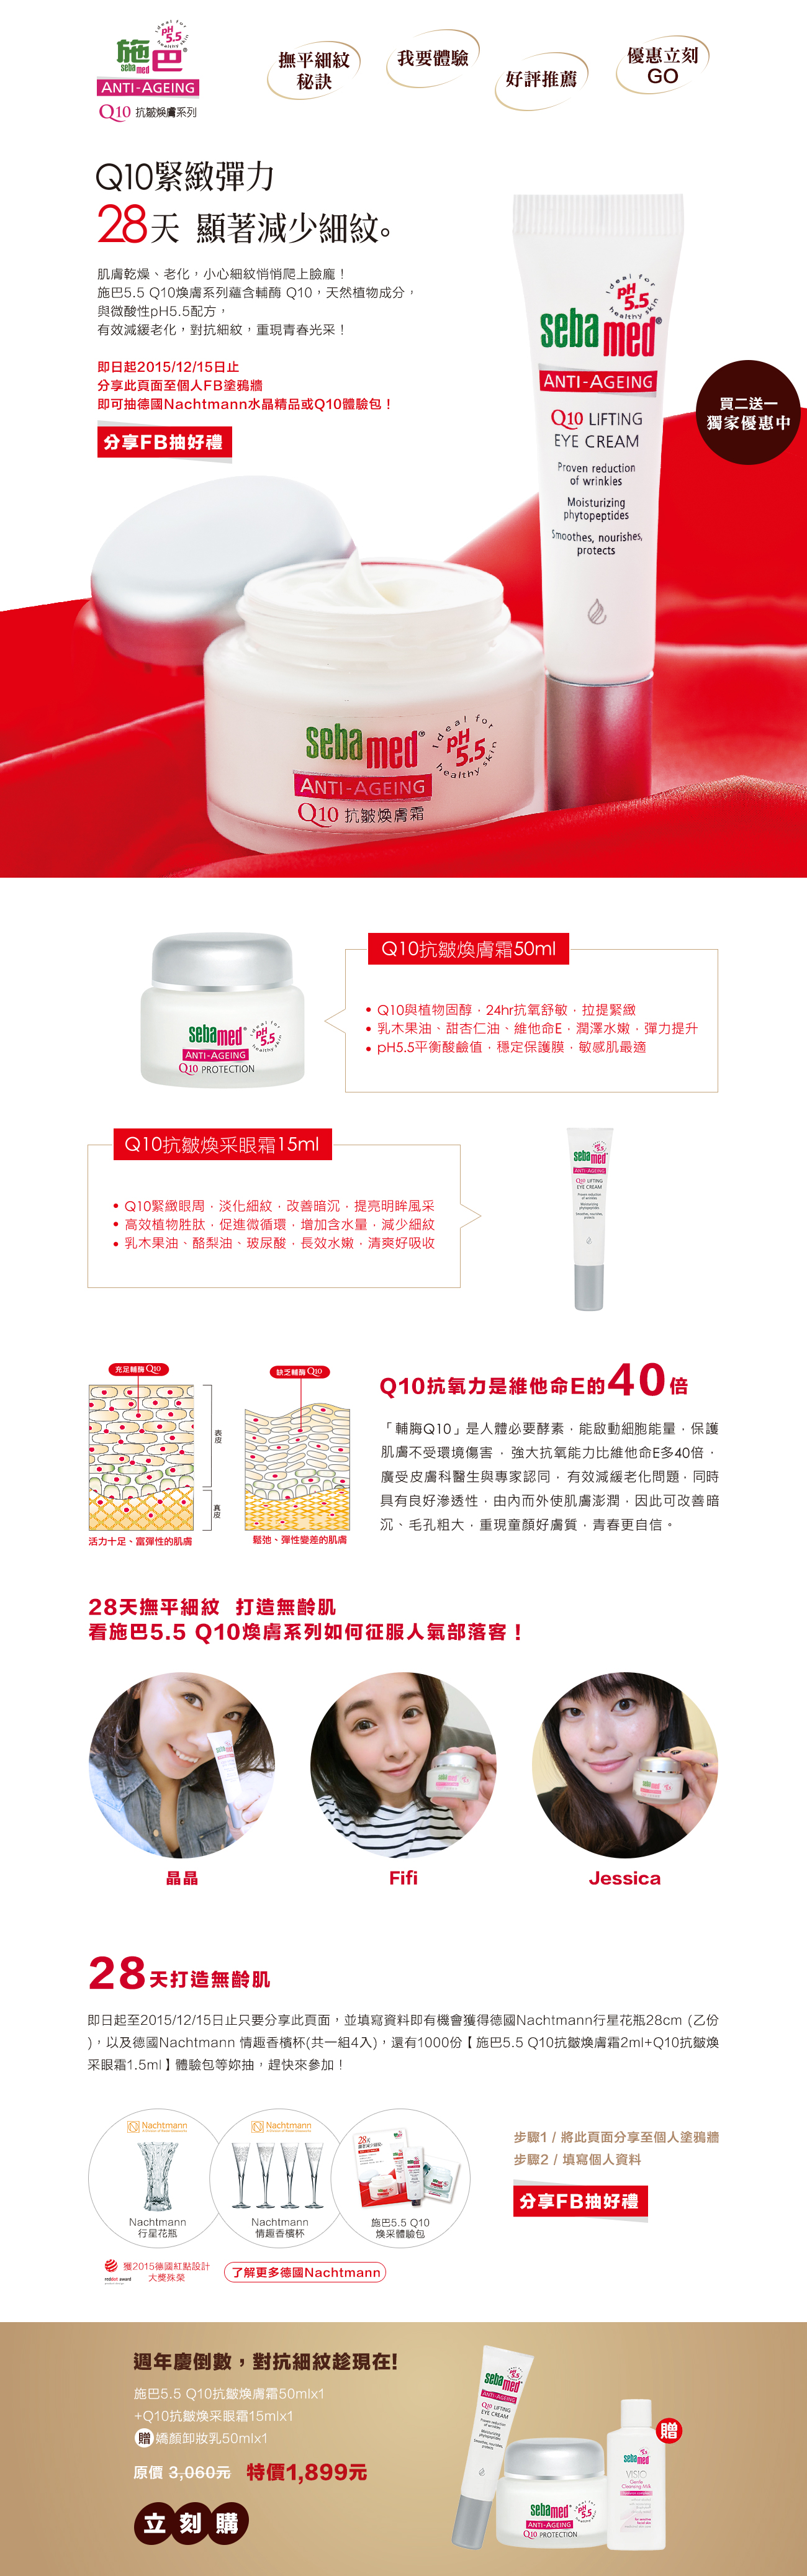 ideal for healthy skin
pH 5.5
施巴
seba med
ANTI-AGEING
Q10 抗皺煥膚系列
撫平細紋
秘訣
我要體驗
好評推薦
優惠立刻
GO
Q10緊緻彈力
28天 顯著減少細紋。
肌膚乾燥、老化，小心細紋悄悄爬上臉龐！
施巴5.5 Q10煥膚系列蘊含輔酶 Q10，天然植物成分，
與微酸性pH5.5配方，
有效減緩老化，對抗細紋，重現青春光采！
即日起2015/12/15日止
分享此頁面至個人FB塗鴉牆
即可抽德國Nachtmann水晶精品或Q10體驗包！
分享FB抽好禮
ideal for healthy skin
pH 5.5
sebamed®
ANTI-AGEING
Q10 LIFTING
EYE CREAM
Proven reduction
of wrinkles
Moisturizing
phytopeptides
Smoothes, nourishes,
protects
買二送一
獨家優惠中
sebamed®
ideal for healthy skin
pH 5.5
ANTI-AGEING
Q10 抗皺煥膚霜
Q10抗皺煥膚霜50ml
• Q10與植物固醇，24hr抗氧舒敏，拉提緊緻
• 乳木果油、甜杏仁油、維他命E，潤澤水嫩，彈力提升
• pH5.5平衡酸鹼值，穩定保護膜，敏感肌最適
sebamed®
pH 5.5
ANTI-AGEING
Q10 PROTECTION
Q10抗皺煥采眼霜15ml
• Q10緊緻眼周，淡化細紋，改善暗沉，提亮明眸風采
• 高效植物胜肽，促進微循環，增加含水量，減少細紋
• 乳木果油、酪梨油、玻尿酸，長效水嫩，清爽好吸收
sebamed
ANTI-AGEING
Q10 LIFTING
EYE CREAM
Proven reduction
of wrinkles
Moisturizing
phytopeptides
Smoothes, nourishes,
protects
充足輔酶Q10
缺乏輔酶Q10
表皮
真皮
活力十足、富彈性的肌膚
鬆弛、彈性變差的肌膚
Q10抗氧力是維他命E的40倍
「輔脢Q10」是人體必要酵素，能啟動細胞能量，保護
肌膚不受環境傷害，強大抗氧能力比維他命E多40倍，
廣受皮膚科醫生與專家認同，有效減緩老化問題，同時
具有良好滲透性，由內而外使肌膚澎潤，因此可改善暗
沉、毛孔粗大，重現童顏好膚質，青春更自信。
28天撫平細紋 打造無齡肌
看施巴5.5 Q10煥膚系列如何征服人氣部落客！
晶晶
Fifi
Jessica
28天打造無齡肌
即日起至2015/12/15日止只要分享此頁面，並填寫資料即有機會獲得德國Nachtmann行星花瓶28cm (乙份
)，以及德國Nachtmann 情趣香檳杯(共一組4入)，還有1000份【施巴5.5 Q10抗皺煥膚霜2ml+Q10抗皺煥
采眼霜1.5ml】體驗包等妳抽，趕快來參加！
Nachtmann
Nachtmann
行星花瓶
Nachtmann
Nachtmann
情趣香檳杯
施巴5.5 Q10
煥采體驗包
reddot award
獲2015德國紅點設計
大獎殊榮
了解更多德國Nachtmann
步驟1 / 將此頁面分享至個人塗鴉牆
步驟2 / 填寫個人資料
分享FB抽好禮
週年慶倒數，對抗細紋趁現在!
施巴5.5 Q10抗皺煥膚霜50mlx1
+Q10抗皺煥采眼霜15mlx1
贈 嬌顏卸妝乳50mlx1
原價 3,060元 特價1,899元
立刻購
sebamed
ANTI-AGEING
Q10 LIFTING
EYE CREAM
sebamed®
pH 5.5
ANTI-AGEING
Q10 PROTECTION
贈
sebamed
VISIO
Gentle
Cleansing Milk